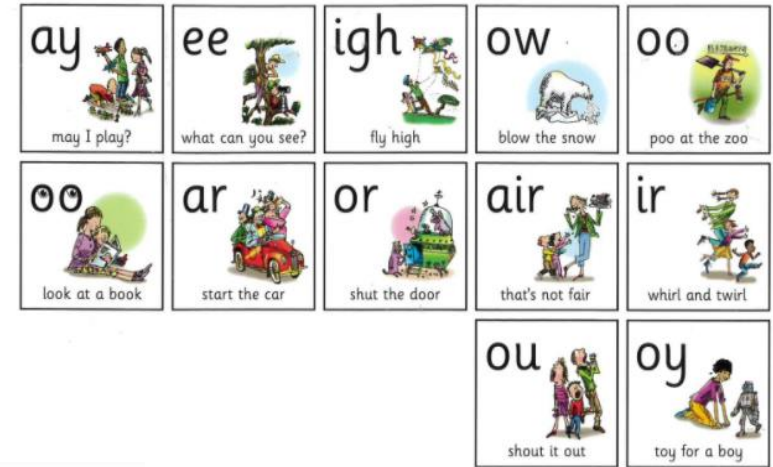 ay
may I play?
ee
what can you see?
igh
fly high
ow
blow the snow
oo
poo at the zoo
oo
look at a book
ar
start the car
or
shut the door
air
that's not fair
ir
whirl and twirl
ou
shout it out
oy
toy for a boy